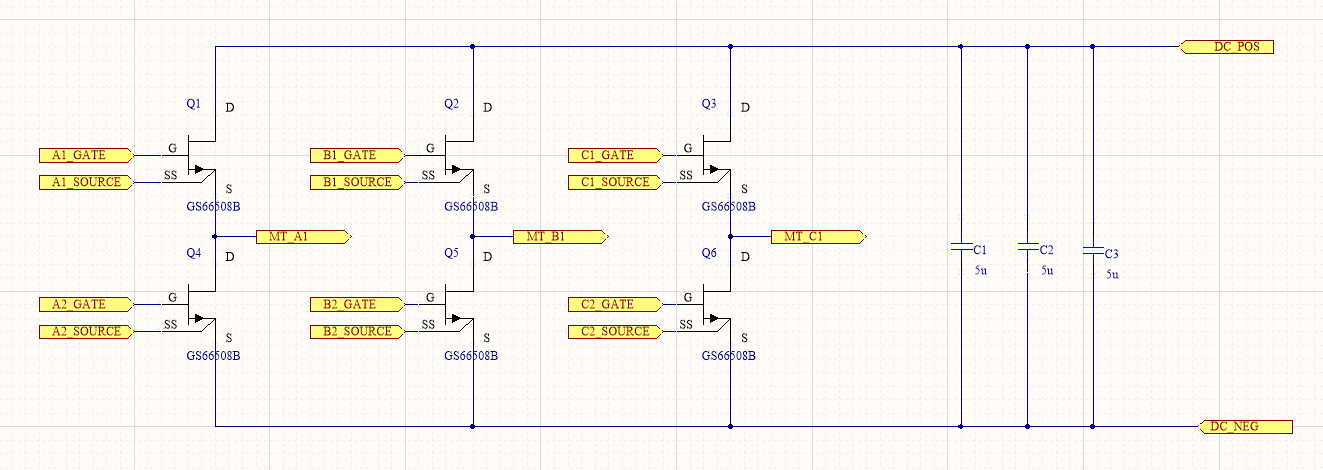 DC_POS
Q1 D
Q2 D
Q3 D
A1_GATE G
B1_GATE G
C1_GATE G
A1_SOURCE SS S
B1_SOURCE SS S
C1_SOURCE SS S
GS66508B
GS66508B
GS66508B
MT_A1
MT_B1
MT_C1
Q4 D
Q5 D
Q6 D
C1
5u
C2
5u
C3
5u
A2_GATE G
B2_GATE G
C2_GATE G
A2_SOURCE SS S
B2_SOURCE SS S
C2_SOURCE SS S
GS66508B
GS66508B
GS66508B
DC_NEG